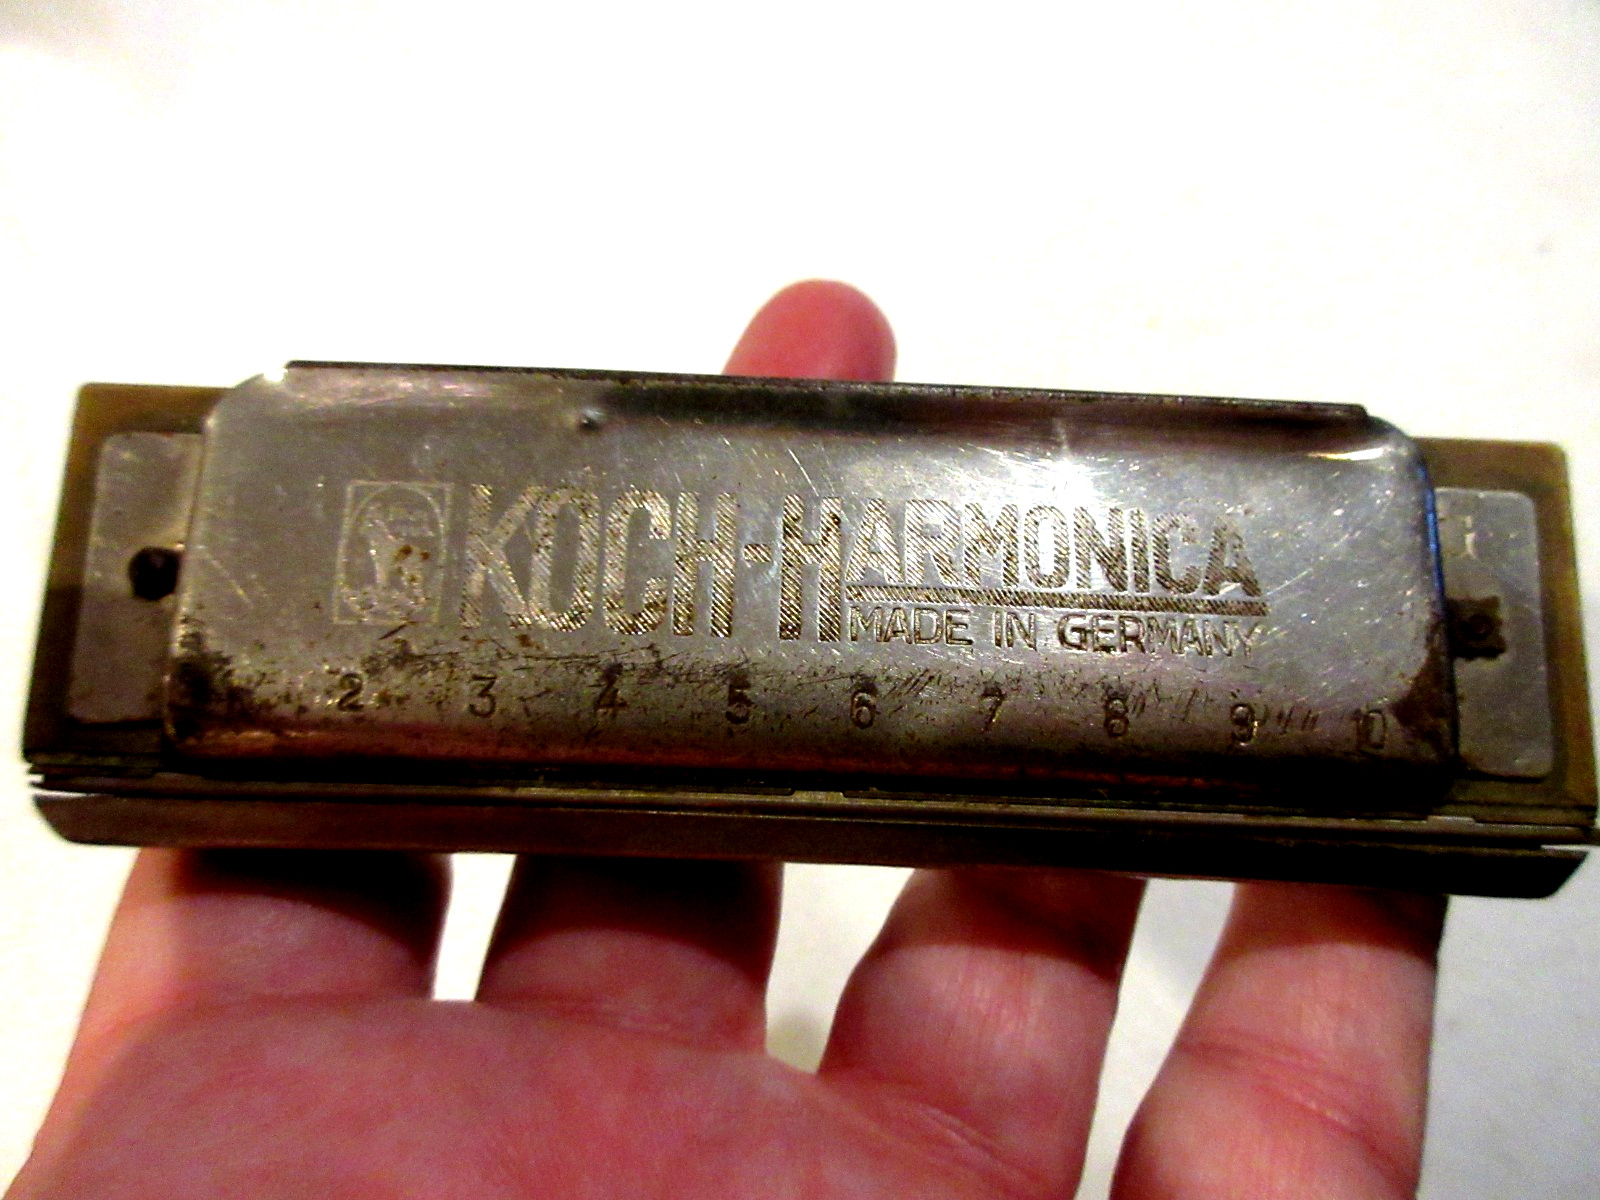 KOCH-HARMONICA
MADE IN GERMANY
2 3 4 5 6 7 8 9 10
G